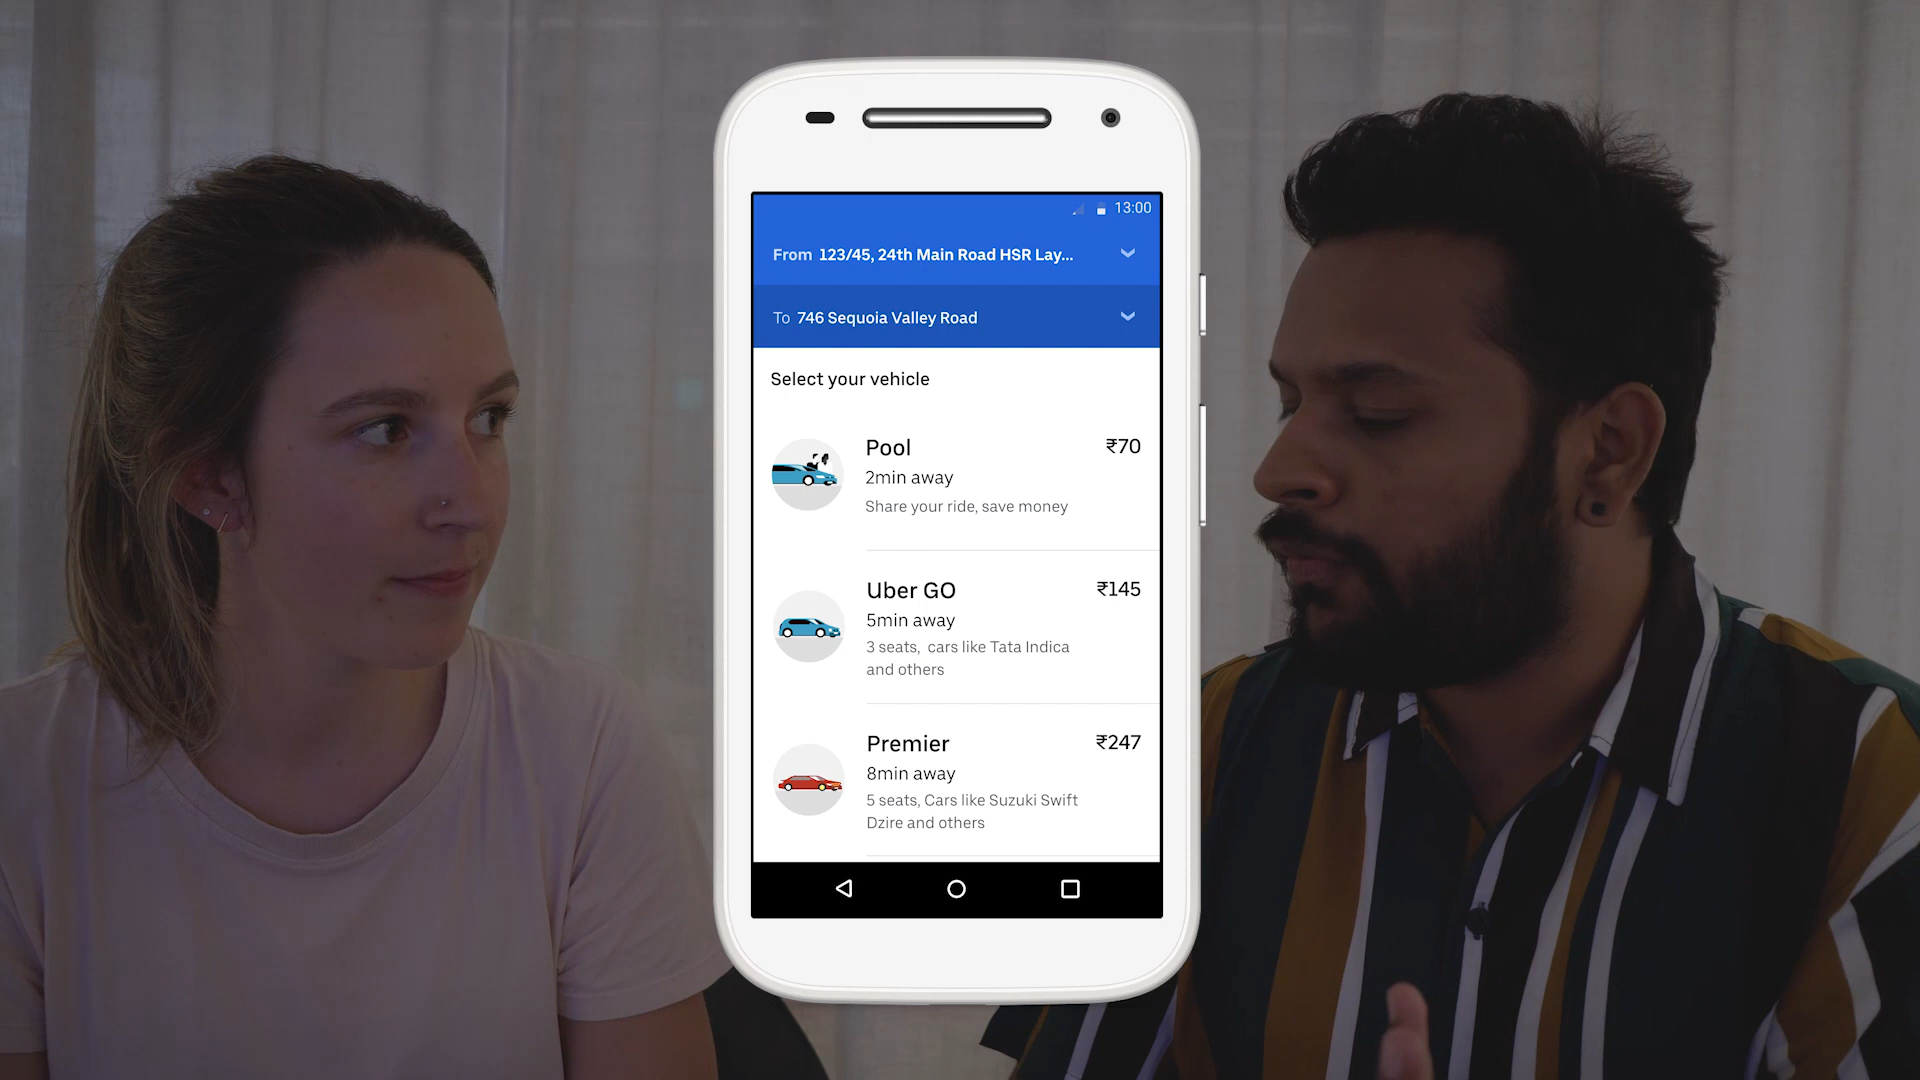 13:00
From 123/45, 24th Main Road HSR Lay...
To 746 Sequoia Valley Road
Select your vehicle
Pool ₹70
2min away
Share your ride, save money
Uber GO ₹145
5min away
3 seats, cars like Tata Indica
and others
Premier ₹247
8min away
5 seats, Cars like Suzuki Swift
Dzire and others